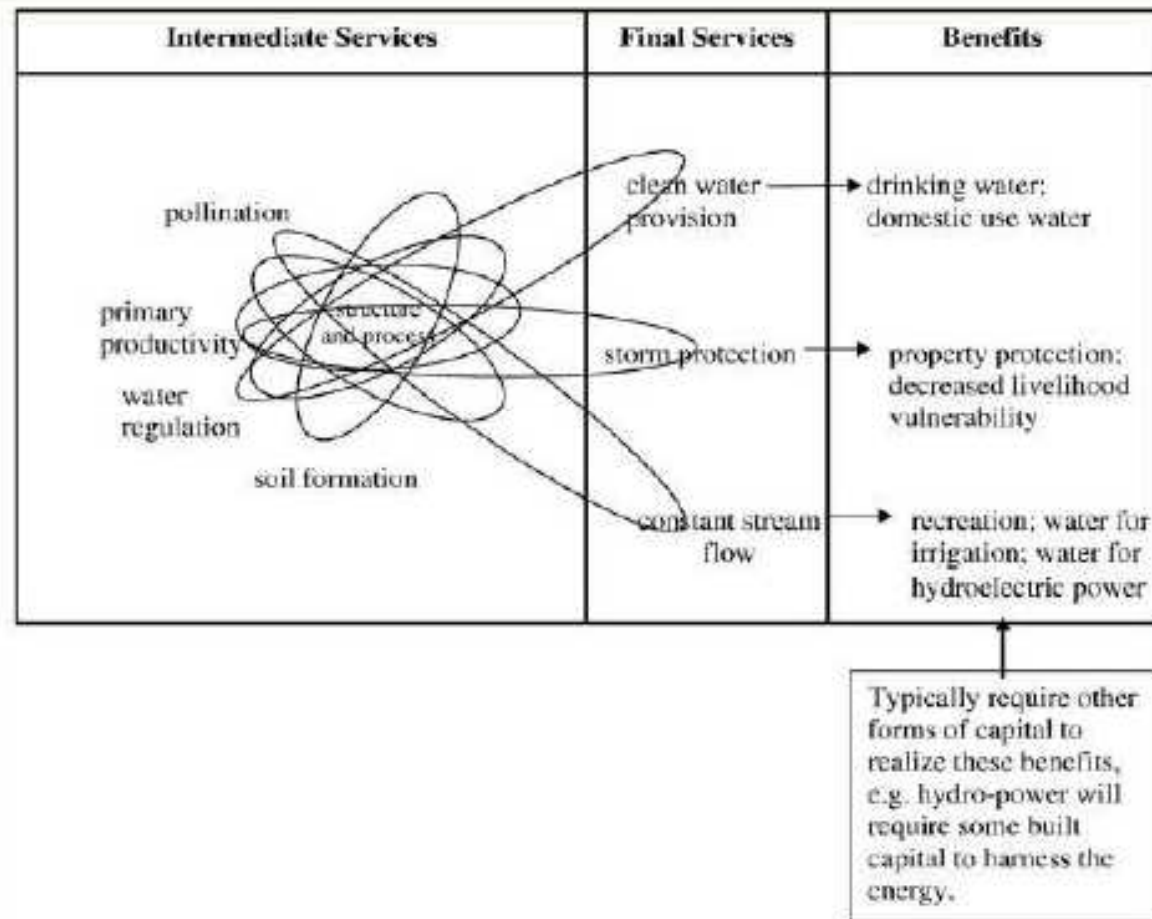 Intermediate Services
Final Services
Benefits
pollination
primary
productivity
water
regulation
soil formation
structure
and process
clean water
provision
storm protection
constant stream
flow
drinking water;
domestic use water
property protection;
decreased livelihood
vulnerability
recreation; water for
irrigation; water for
hydroelectric power
Typically require other
forms of capital to
realize these benefits,
e.g. hydro-power will
require some built
capital to harness the
energy.